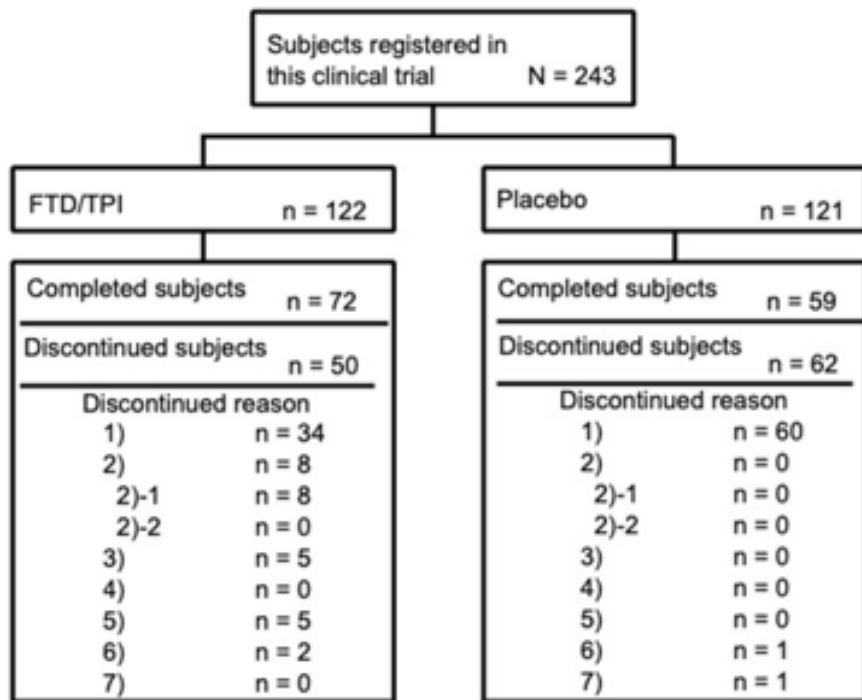 Subjects registered in
this clinical trial N = 243
FTD/TPI n = 122
Completed subjects n = 72
Discontinued subjects n = 50
Discontinued reason
1) n = 34
2) n = 8
2)-1 n = 8
2)-2 n = 0
3) n = 5
4) n = 0
5) n = 5
6) n = 2
7) n = 0
Placebo n = 121
Completed subjects n = 59
Discontinued subjects n = 62
Discontinued reason
1) n = 60
2) n = 0
2)-1 n = 0
2)-2 n = 0
3) n = 0
4) n = 0
5) n = 0
6) n = 1
7) n = 1